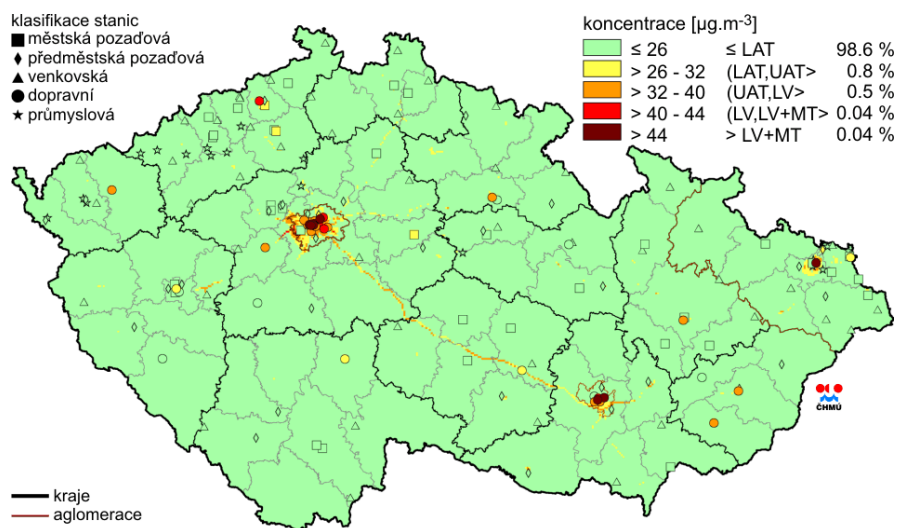 klasifikace stanic
městská pozaďová
předměstská pozaďová
venkovská
dopravní
průmyslová
koncentrace [µg.m-3]
≤ 26 ≤ LAT 98.6 %
> 26 - 32 (LAT,UAT> 0.8 %
> 32 - 40 (UAT,LV> 0.5 %
> 40 - 44 (LV,LV+MT> 0.04 %
> 44 > LV+MT 0.04 %
ČHMÚ
kraje
aglomerace